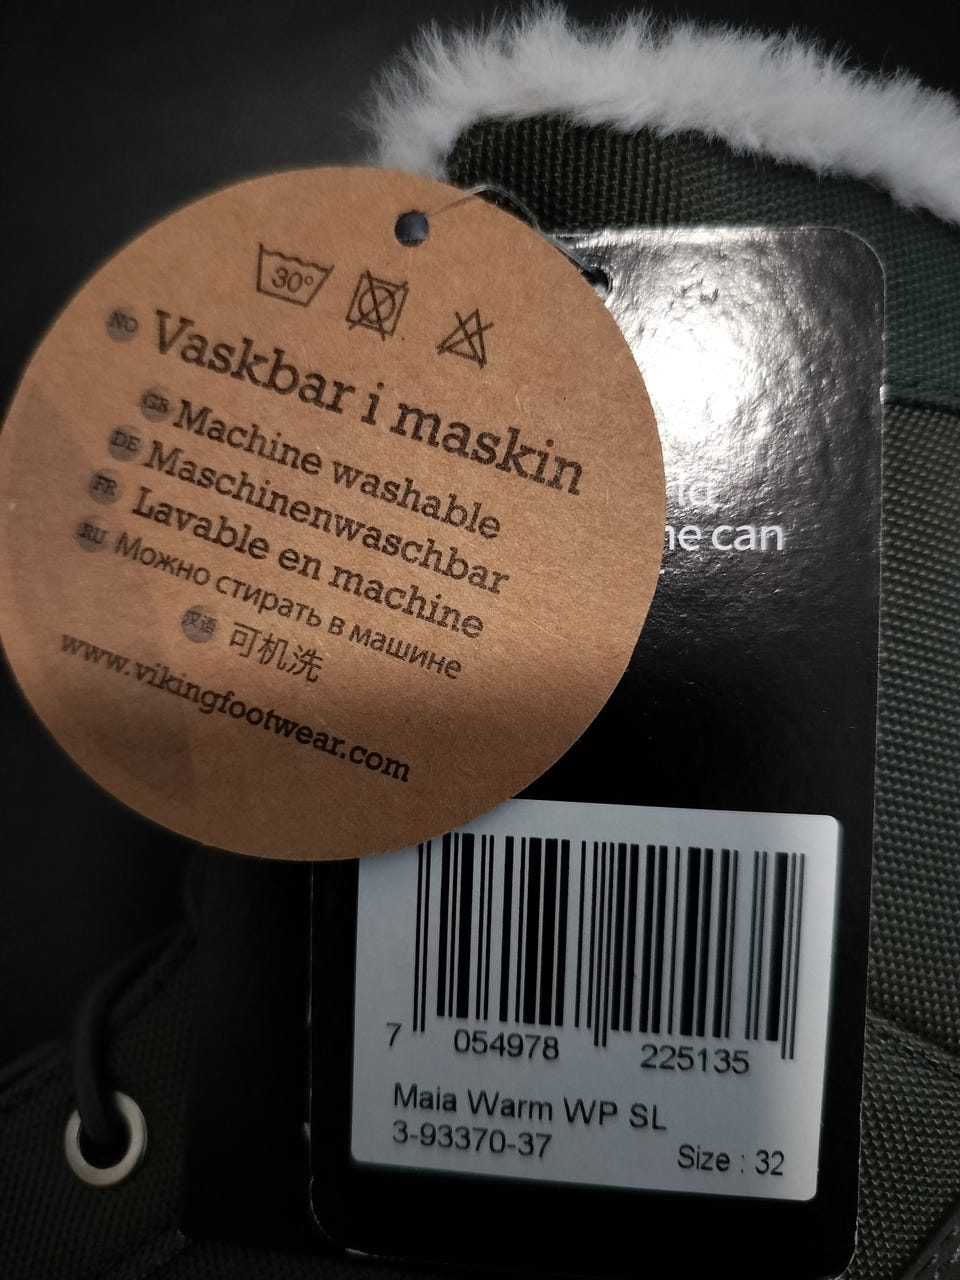 30°
NO Vaskbar i maskin
GB Machine washable
DE Maschinenwaschbar
FR Lavable en machine
RU Можно стирать в машине
汉语 可机洗
www.vikingfootwear.com
can
7 054978 225135
Maia Warm WP SL
3-93370-37
Size : 32